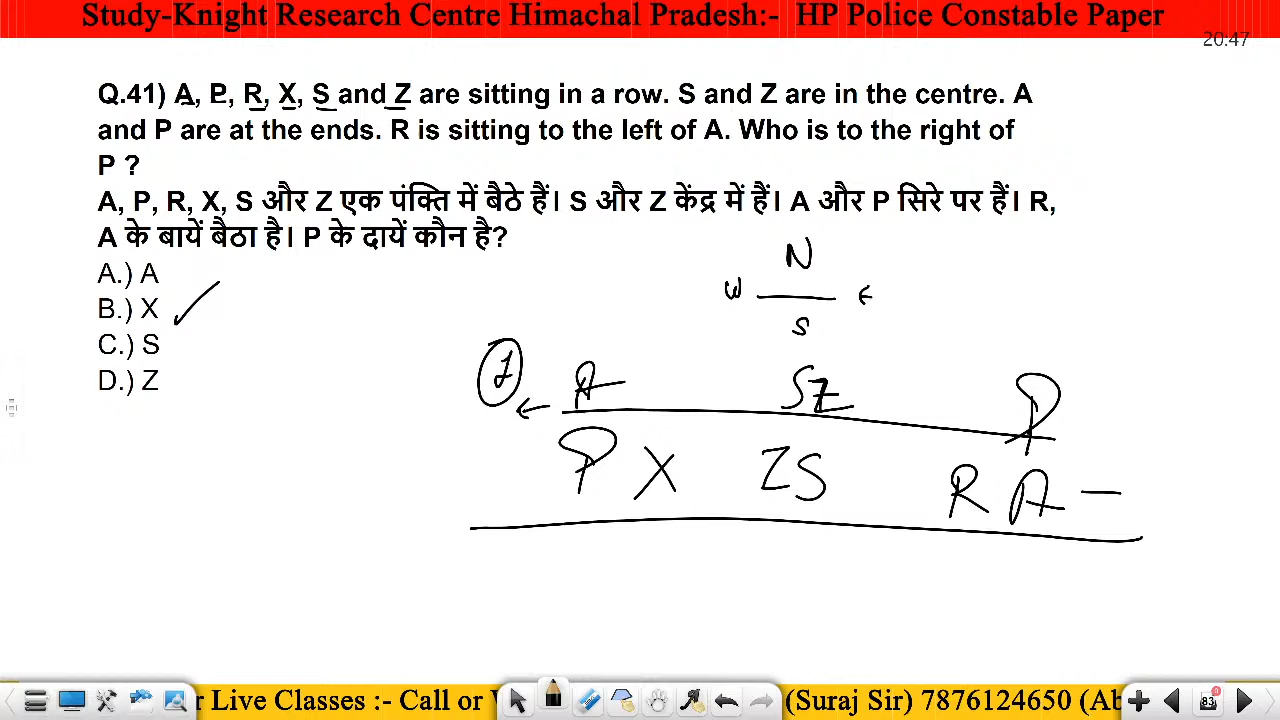 Study-Knight Research Centre Himachal Pradesh:- HP Police Constable Paper
20:47
Q.41) A, P, R, X, S and Z are sitting in a row. S and Z are in the centre. A
and P are at the ends. R is sitting to the left of A. Who is to the right of
P ?
A, P, R, X, S और Z एक पंक्ति में बैठे हैं। S और Z केंद्र में हैं। A और P सिरे पर हैं। R,
A के बायें बैठा है। P के दायें कौन है?
A.) A
B.) X
C.) S
D.) Z
N
W E
S
A SZ P
P X ZS R A
r Live Classes :- Call or (Suraj Sir) 7876124650 (Ab
83